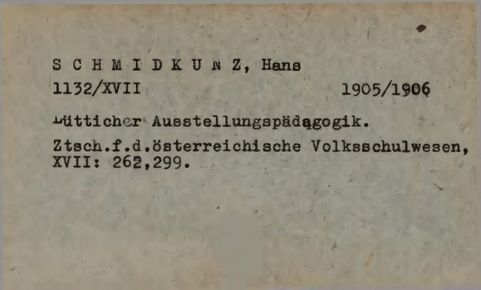 S C H M I D K U N Z, Hans
1132/XVII 1905/1906
Lütticher Ausstellungspädagogik.
Ztsch.f.d.österreichische Volksschulwesen,
XVII: 262,299.